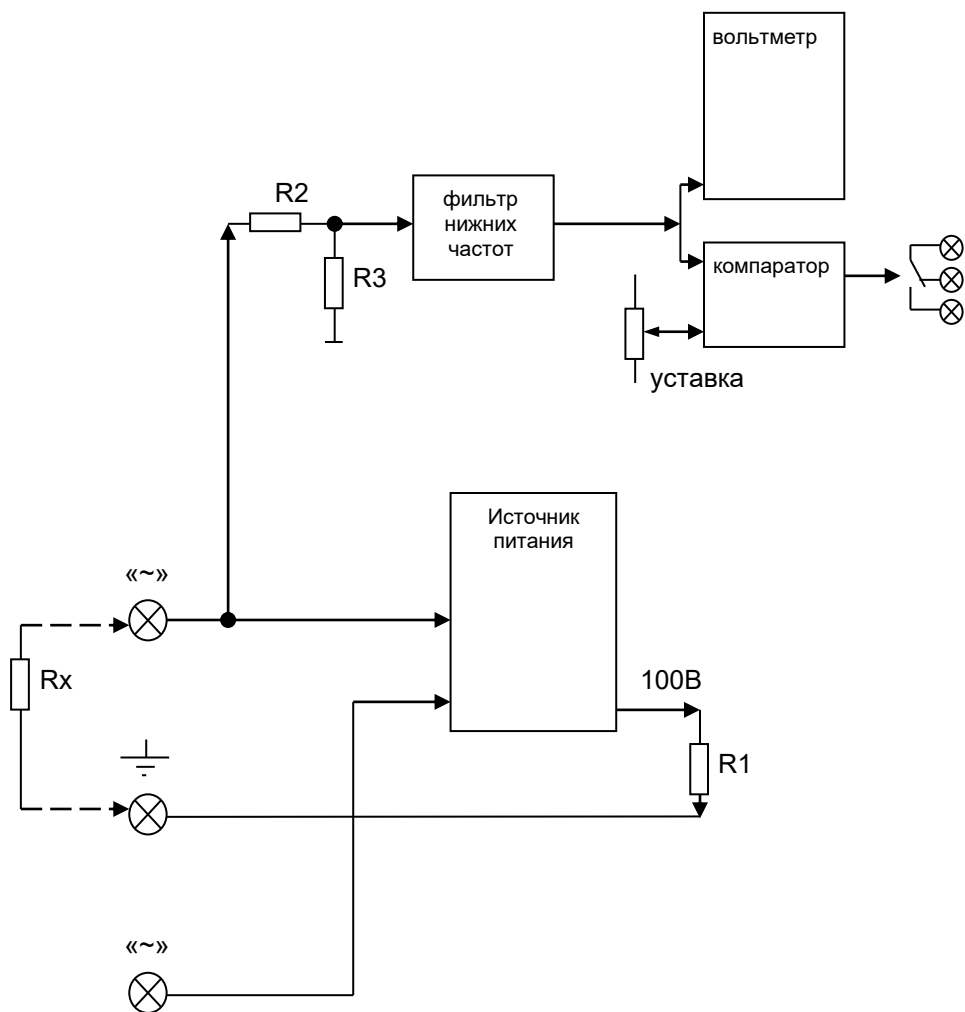 вольтметр
R2
фильтр
нижних
частот
R3
компаратор
уставка
Источник
питания
«~»
Rx
100В
R1
«~»